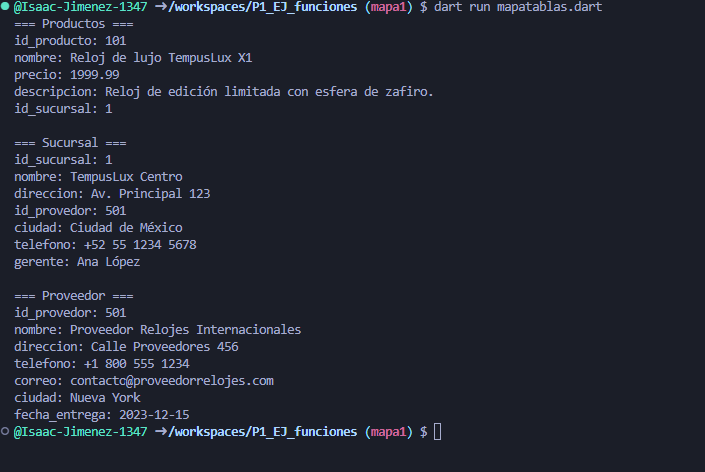 @Isaac-Jimenez-1347 ➜/workspaces/P1_EJ_funciones (mapa1) $ dart run mapatablas.dart
=== Productos ===
id_producto: 101
nombre: Reloj de lujo TempusLux X1
precio: 1999.99
descripcion: Reloj de edición limitada con esfera de zafiro.
id_sucursal: 1
=== Sucursal ===
id_sucursal: 1
nombre: TempusLux Centro
direccion: Av. Principal 123
id_provedor: 501
ciudad: Ciudad de México
telefono: +52 55 1234 5678
gerente: Ana López
=== Proveedor ===
id_provedor: 501
nombre: Proveedor Relojes Internacionales
direccion: Calle Proveedores 456
telefono: +1 800 555 1234
correo: contacto@proveedorrelojes.com
ciudad: Nueva York
fecha_entrega: 2023-12-15
@Isaac-Jimenez-1347 ➜/workspaces/P1_EJ_funciones (mapa1) $